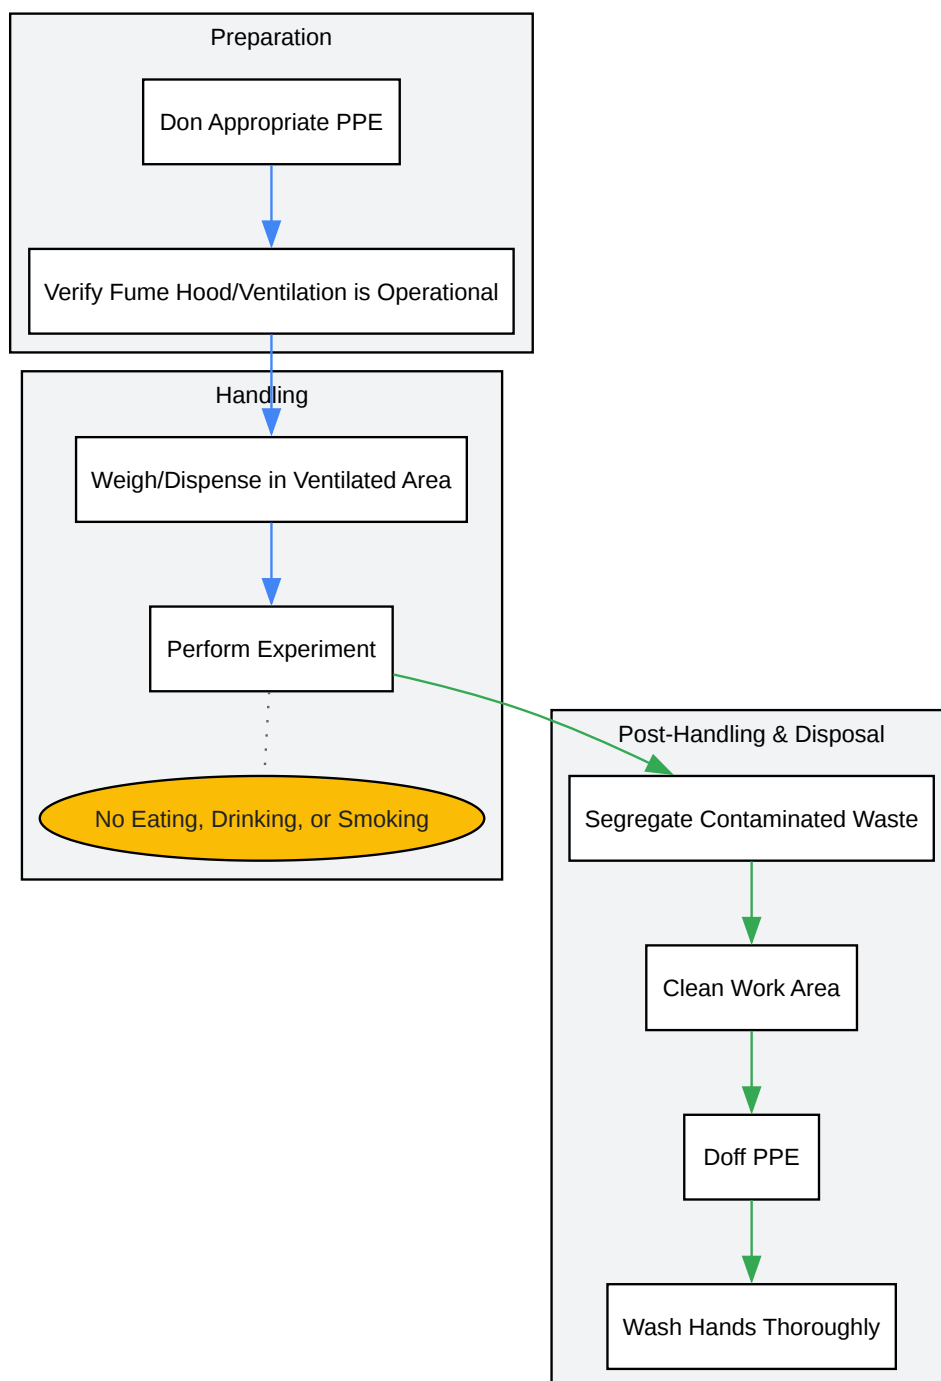 Preparation
Don Appropriate PPE
Verify Fume Hood/Ventilation is Operational
Handling
Weigh/Dispense in Ventilated Area
Perform Experiment
No Eating, Drinking, or Smoking
Post-Handling & Disposal
Segregate Contaminated Waste
Clean Work Area
Doff PPE
Wash Hands Thoroughly